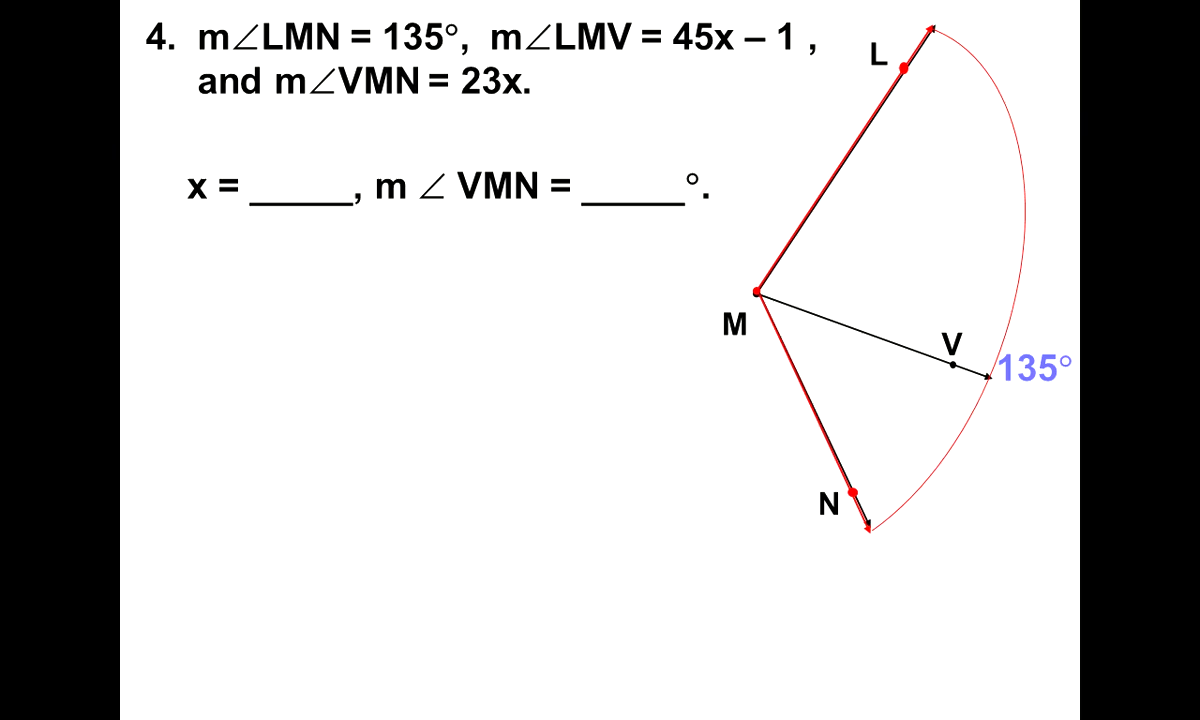 4. m∠LMN = 135°, m∠LMV = 45x – 1 ,
and m∠VMN = 23x.
x = _____, m ∠ VMN = _____°.
L
M
V
135°
N